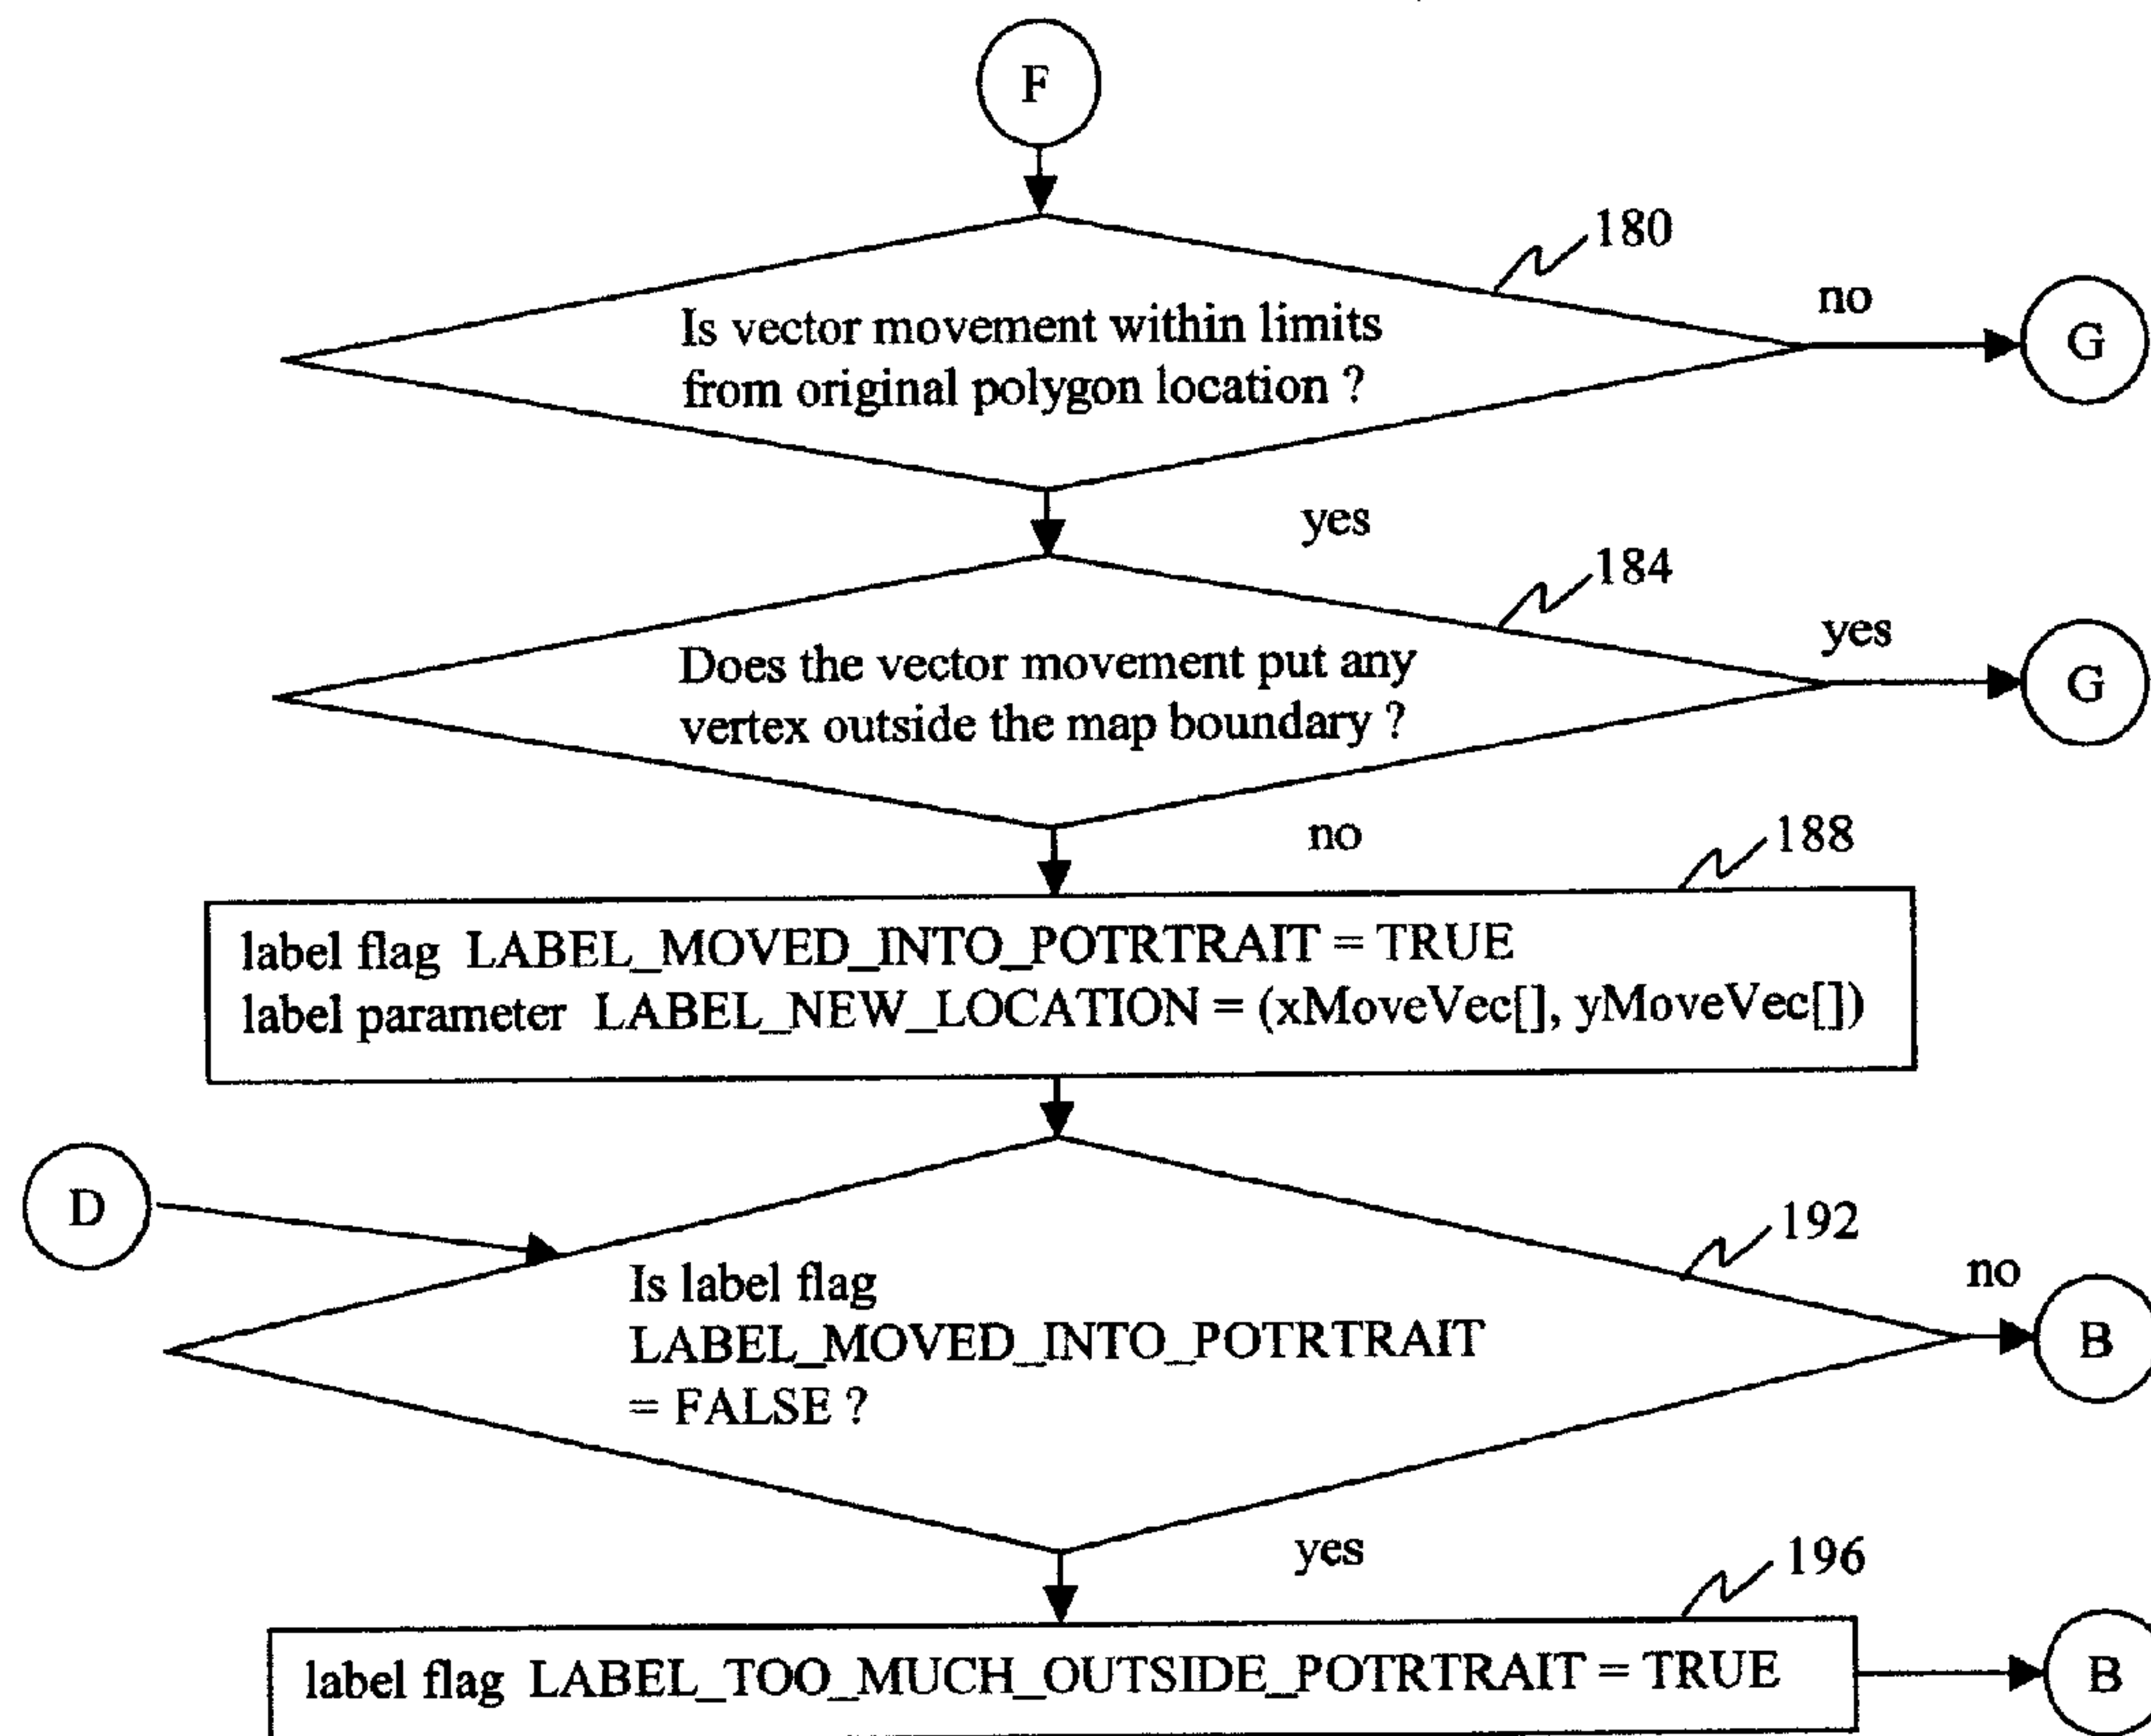 F
180
no
Is vector movement within limits
from original polygon location ?
G
yes
184
yes
Does the vector movement put any
vertex outside the map boundary ?
G
no
188
label flag LABEL_MOVED_INTO_POTRTRAIT = TRUE
label parameter LABEL_NEW_LOCATION = (xMoveVec[], yMoveVec[])
D
192
no
Is label flag
LABEL_MOVED_INTO_POTRTRAIT
= FALSE ?
B
yes
196
label flag LABEL_TOO_MUCH_OUTSIDE_POTRTRAIT = TRUE
B